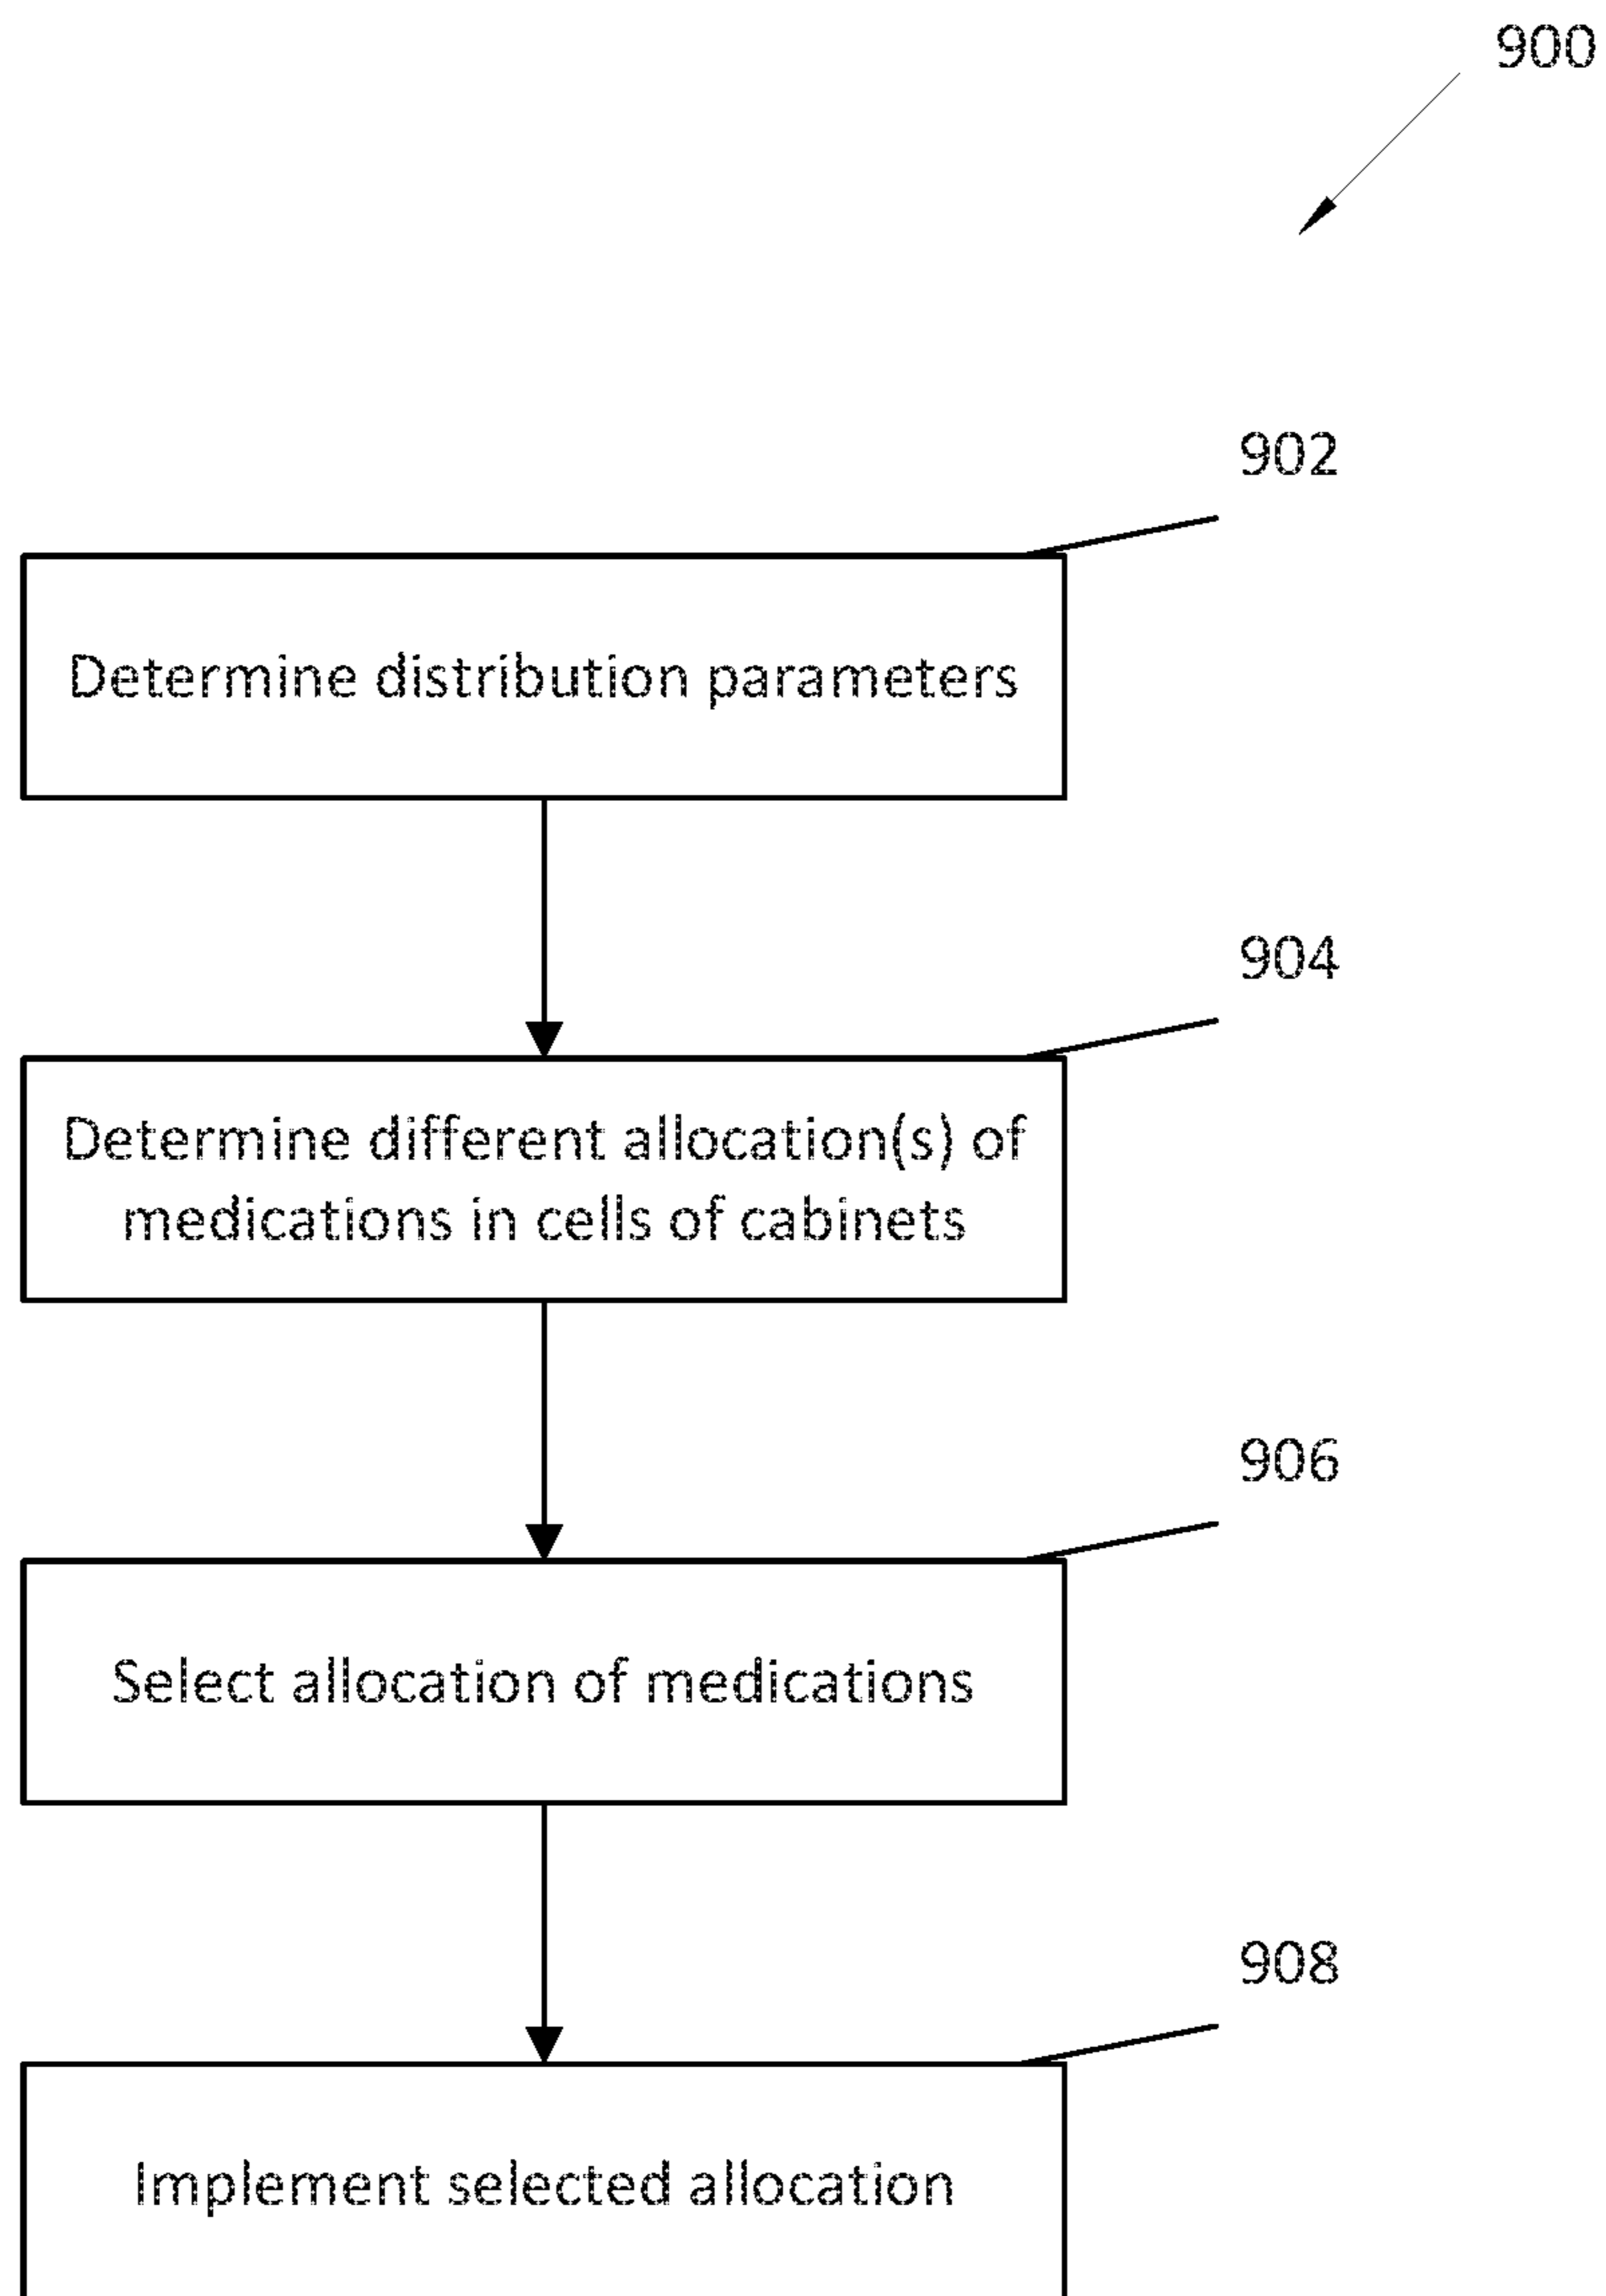 900
902
Determine distribution parameters
904
Determine different allocation(s) of
medications in cells of cabinets
906
Select allocation of medications
908
Implement selected allocation